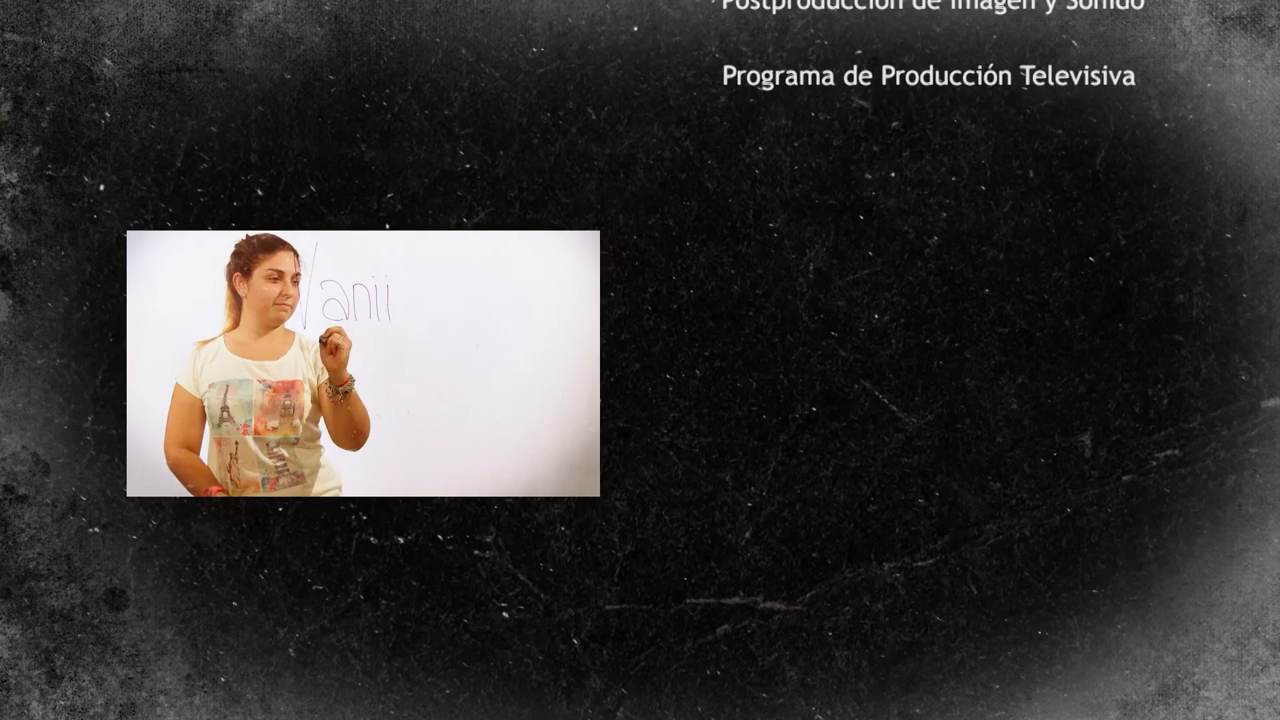 Postproducción de Imagen y Sonido
Programa de Producción Televisiva
Vanii